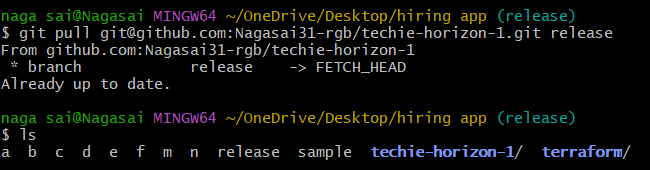 naga sai@Nagasai MINGW64 ~/OneDrive/Desktop/hiring app (release)
$ git pull git@github.com:Nagasai31-rgb/techie-horizon-1.git release
From github.com:Nagasai31-rgb/techie-horizon-1
 * branch            release    -> FETCH_HEAD
Already up to date.
naga sai@Nagasai MINGW64 ~/OneDrive/Desktop/hiring app (release)
$ ls
a  b  c  d  e  f  m  n  release  sample  techie-horizon-1/  terraform/